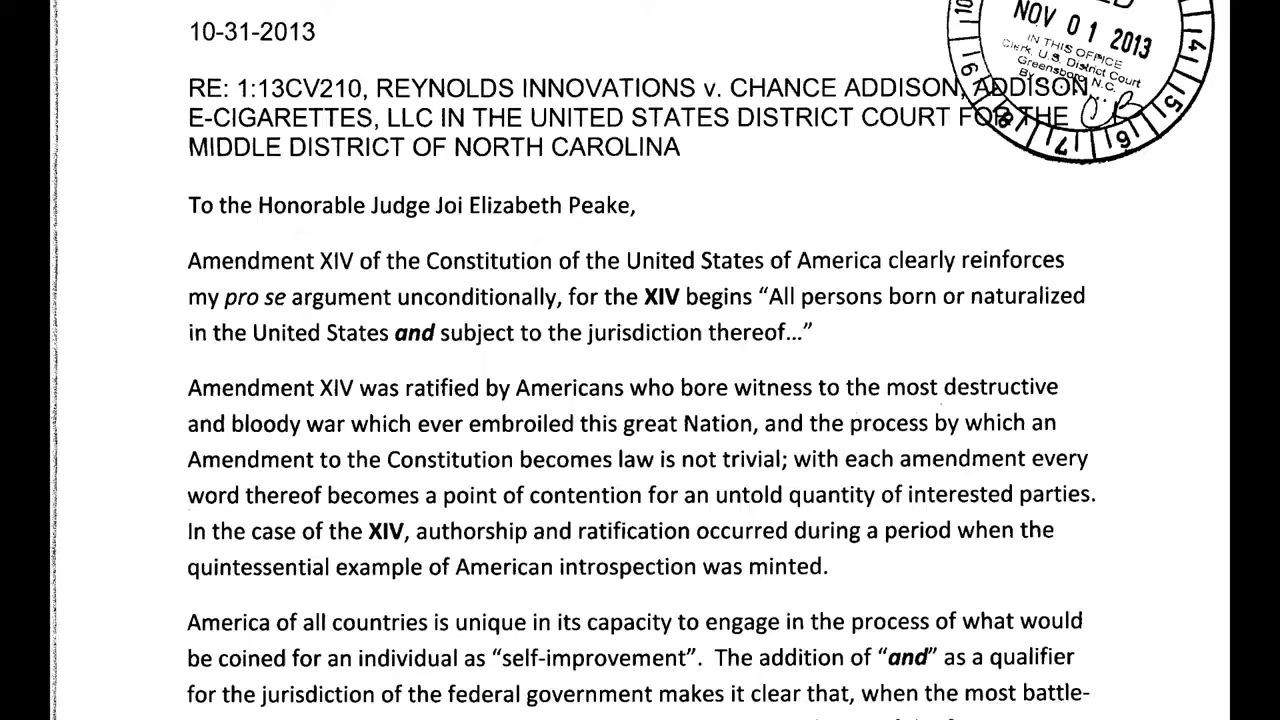 10-31-2013
NOV 01 2013
IN THIS OFFICE
Clerk, U.S. District Court
Greensboro, N.C.
By
RE: 1:13CV210, REYNOLDS INNOVATIONS v. CHANCE ADDISON, ADDISON
E-CIGARETTES, LLC IN THE UNITED STATES DISTRICT COURT FOR THE
MIDDLE DISTRICT OF NORTH CAROLINA
To the Honorable Judge Joi Elizabeth Peake,
Amendment XIV of the Constitution of the United States of America clearly reinforces
my pro se argument unconditionally, for the XIV begins “All persons born or naturalized
in the United States and subject to the jurisdiction thereof…”
Amendment XIV was ratified by Americans who bore witness to the most destructive
and bloody war which ever embroiled this great Nation, and the process by which an
Amendment to the Constitution becomes law is not trivial; with each amendment every
word thereof becomes a point of contention for an untold quantity of interested parties.
In the case of the XIV, authorship and ratification occurred during a period when the
quintessential example of American introspection was minted.
America of all countries is unique in its capacity to engage in the process of what would
be coined for an individual as “self-improvement”.  The addition of “and” as a qualifier
for the jurisdiction of the federal government makes it clear that, when the most battle-